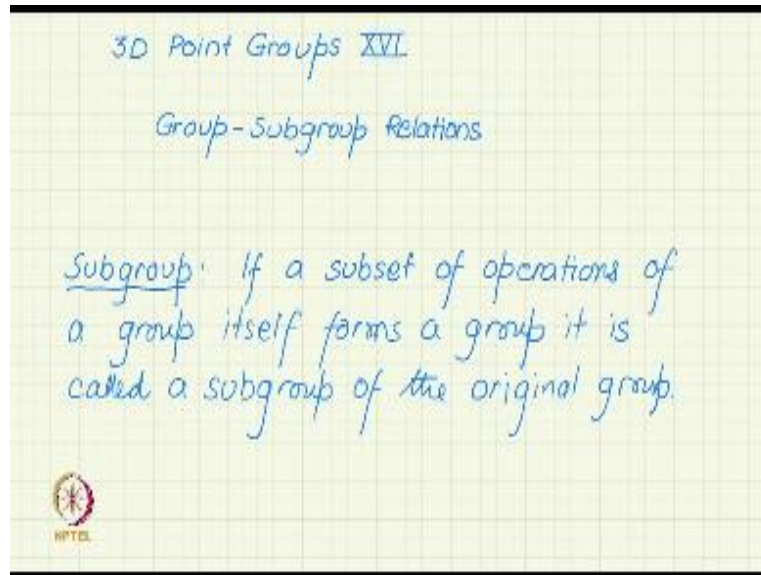 3D Point Groups XVI
Group-Subgroup Relations
Subgroup: If a subset of operations of
a group itself forms a group it is
called a subgroup of the original group.
NPTEL